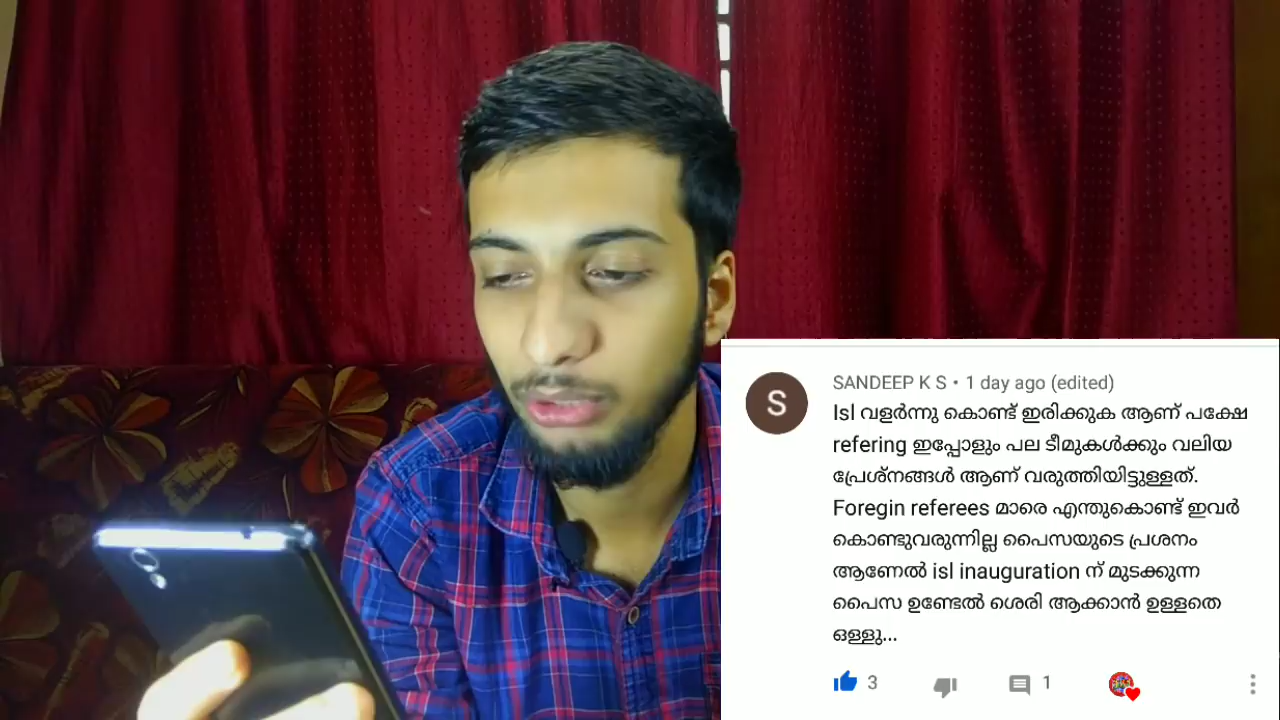 S
SANDEEP K S • 1 day ago (edited)
Isl വളർന്നു കൊണ്ട് ഇരിക്കുക ആണ് പക്ഷേ
refering ഇപ്പോളും പല ടീമുകൾക്കും വലിയ
പ്രേശ്നങ്ങൾ ആണ് വരുത്തിയിട്ടുള്ളത്.
Foregin referees മാരെ എന്തുകൊണ്ട് ഇവർ
കൊണ്ടുവരുന്നില്ല പൈസയുടെ പ്രശനം
ആണേൽ isl inauguration ന് മുടക്കുന്ന
പൈസ ഉണ്ടേൽ ശെരി ആക്കാൻ ഉള്ളതെ
ഒള്ളു...
3
1